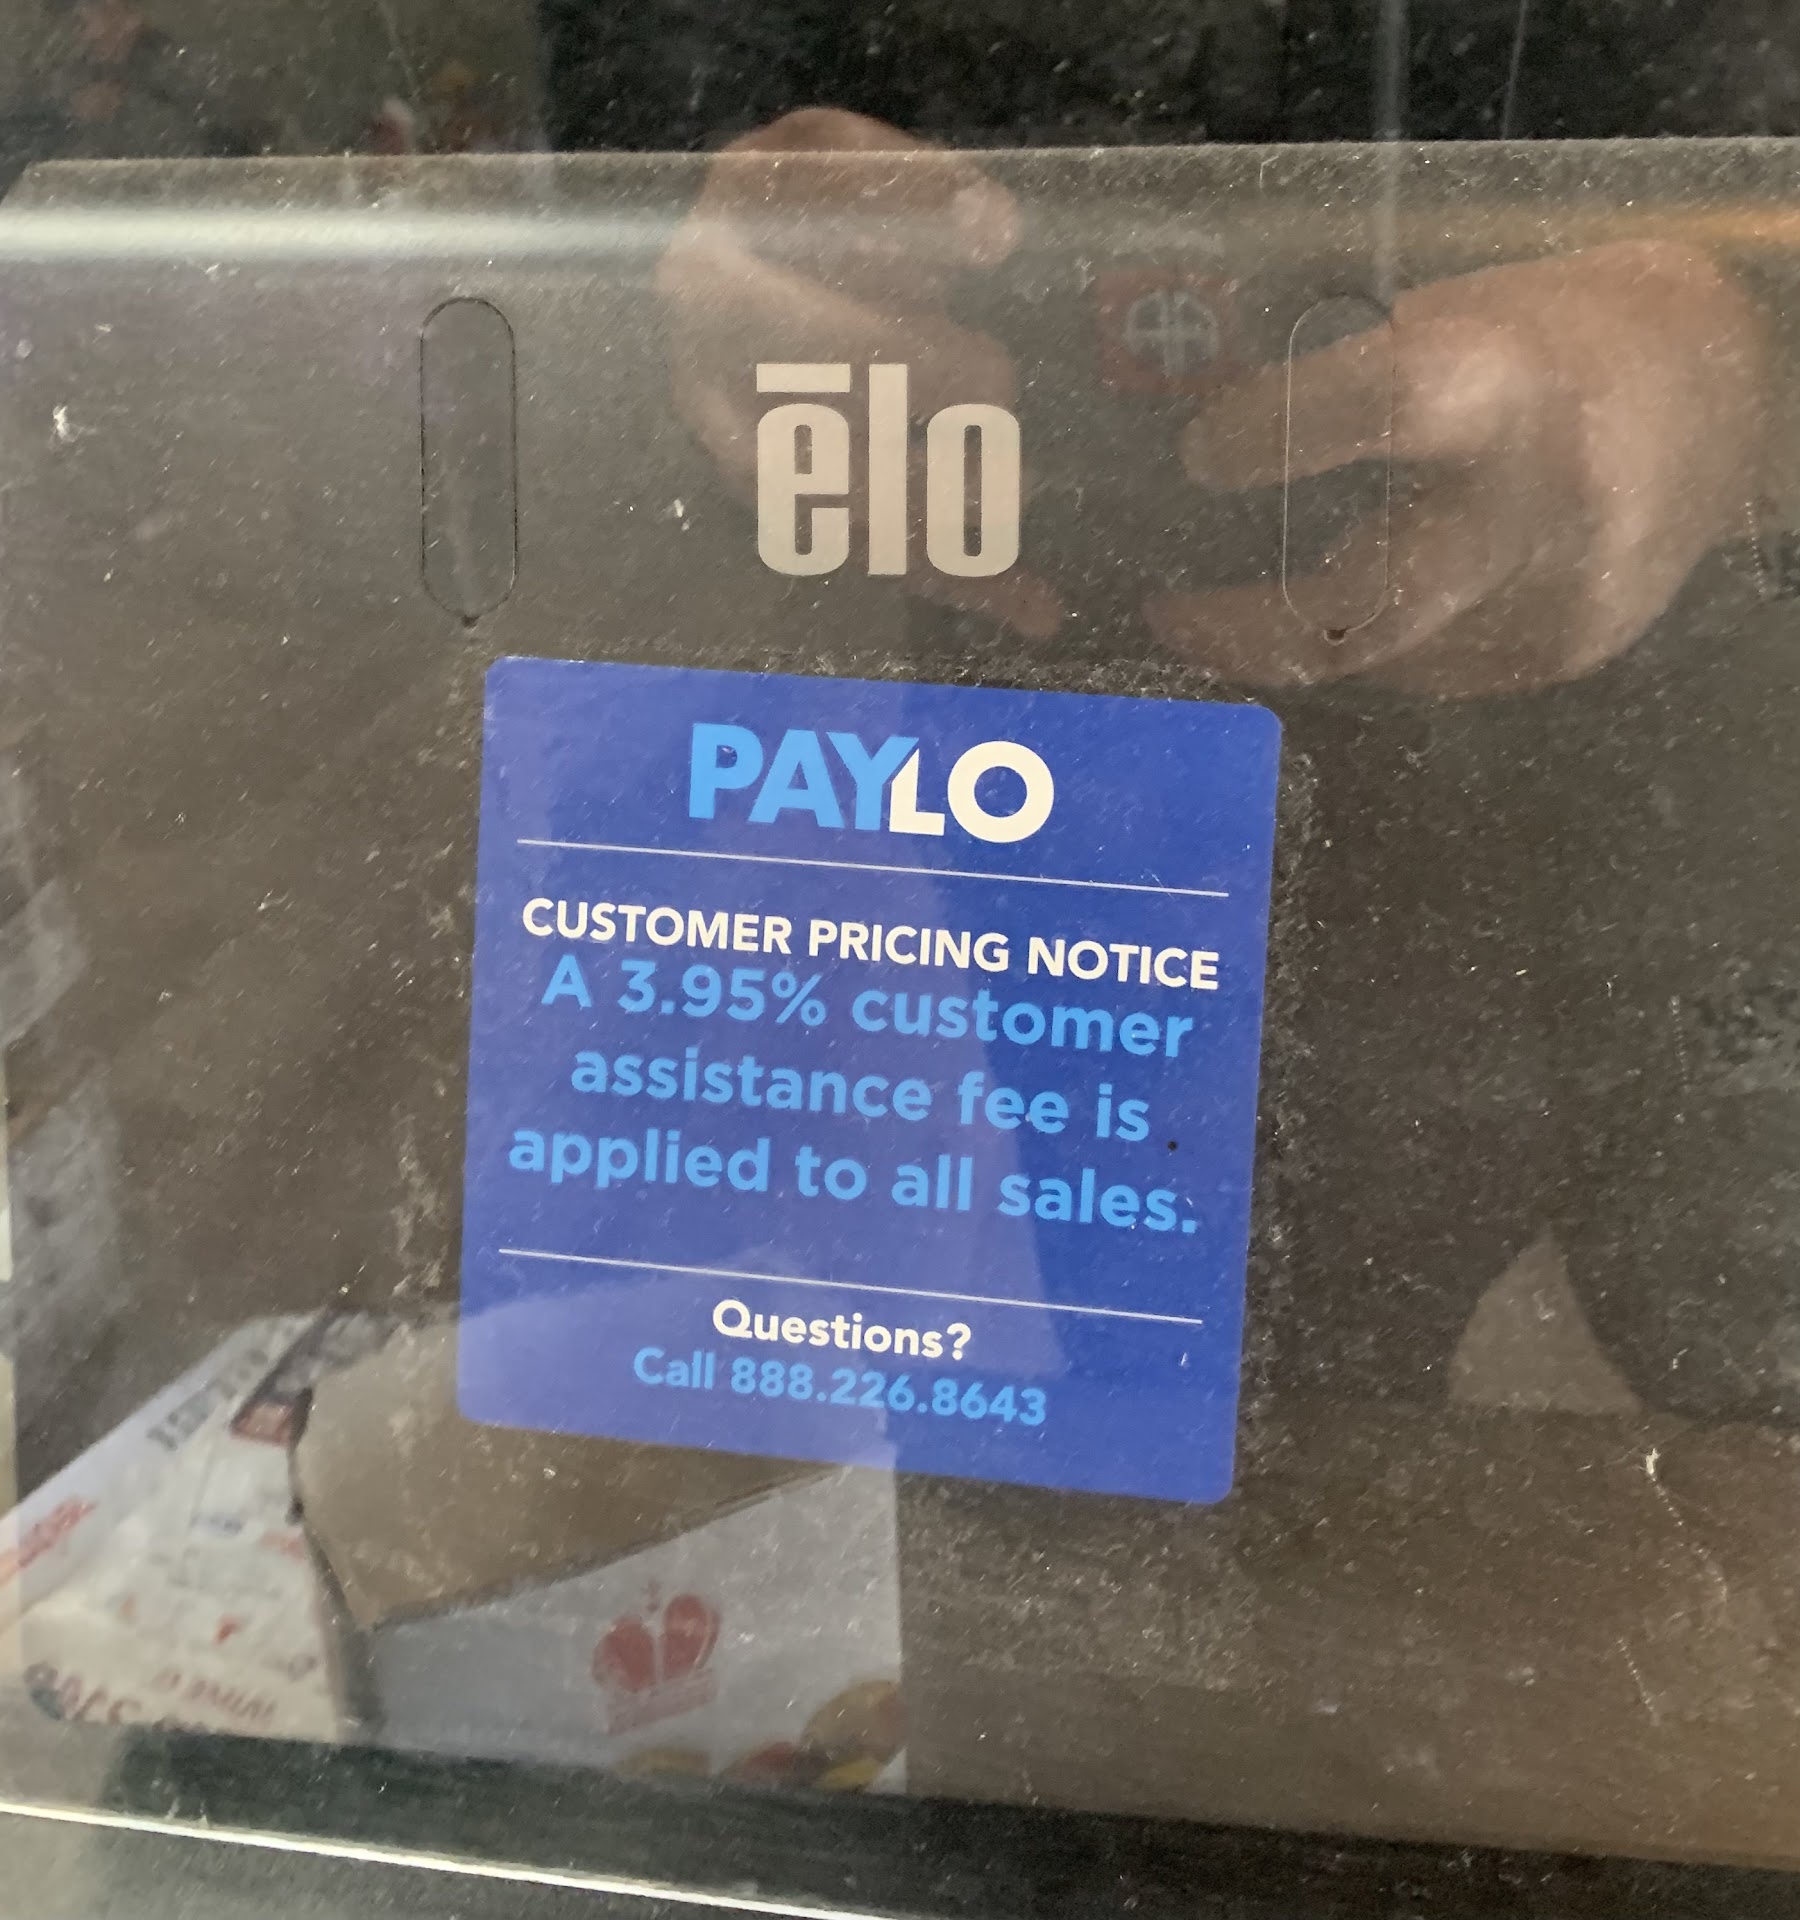 ēlo
PAYLO
CUSTOMER PRICING NOTICE
A 3.95% customer
assistance fee is
applied to all sales.
Questions?
Call 888.226.8643